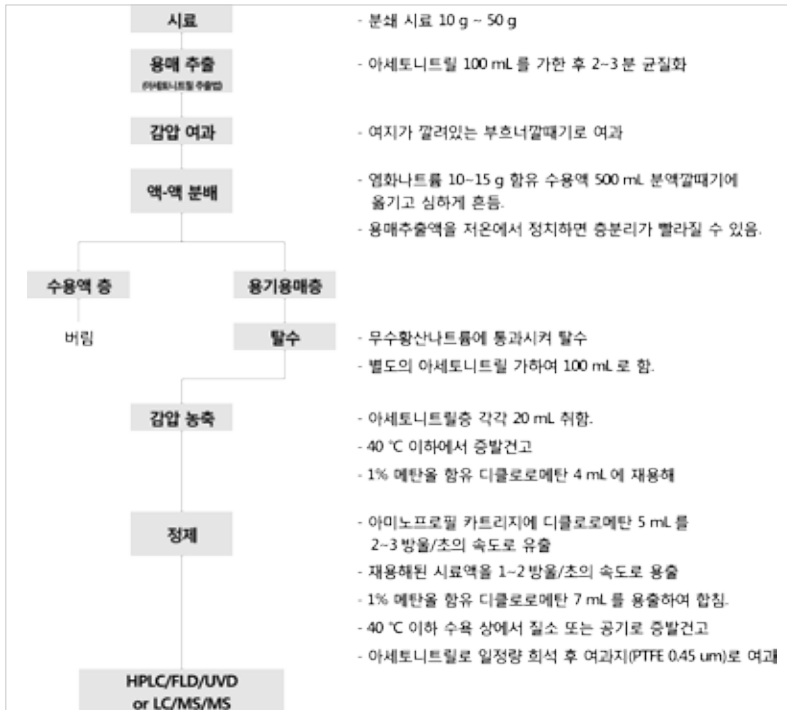 시료
- 분쇄 시료 10 g ~ 50 g
용매 추출
(아세토니트릴 추출법)
- 아세토니트릴 100 mL 를 가한 후 2~3 분 균질화
감압 여과
- 여지가 깔려있는 부흐너깔때기로 여과
액-액 분배
- 염화나트륨 10~15 g 함유 수용액 500 mL 분액깔때기에
옮기고 심하게 흔듬.
- 용매추출액을 저온에서 정치하면 층분리가 빨라질 수 있음.
수용액 층
용기용매층
버림
탈수
- 무수황산나트륨에 통과시켜 탈수
- 별도의 아세토니트릴 가하여 100 mL 로 함.
감압 농축
- 아세토니트릴층 각각 20 mL 취함.
- 40 °C 이하에서 증발건고
- 1% 메탄올 함유 디클로로메탄 4 mL 에 재용해
정제
- 아미노프로필 카트리지에 디클로로메탄 5 mL 를
2~3 방울/초의 속도로 유출
- 재용해된 시료액을 1~2 방울/초의 속도로 용출
- 1% 메탄올 함유 디클로로메탄 7 mL 를 용출하여 합침.
- 40 °C 이하 수욕 상에서 질소 또는 공기로 증발건고
- 아세토니트릴로 일정량 희석 후 여과지(PTFE 0.45 um)로 여과
HPLC/FLD/UVD
or LC/MS/MS